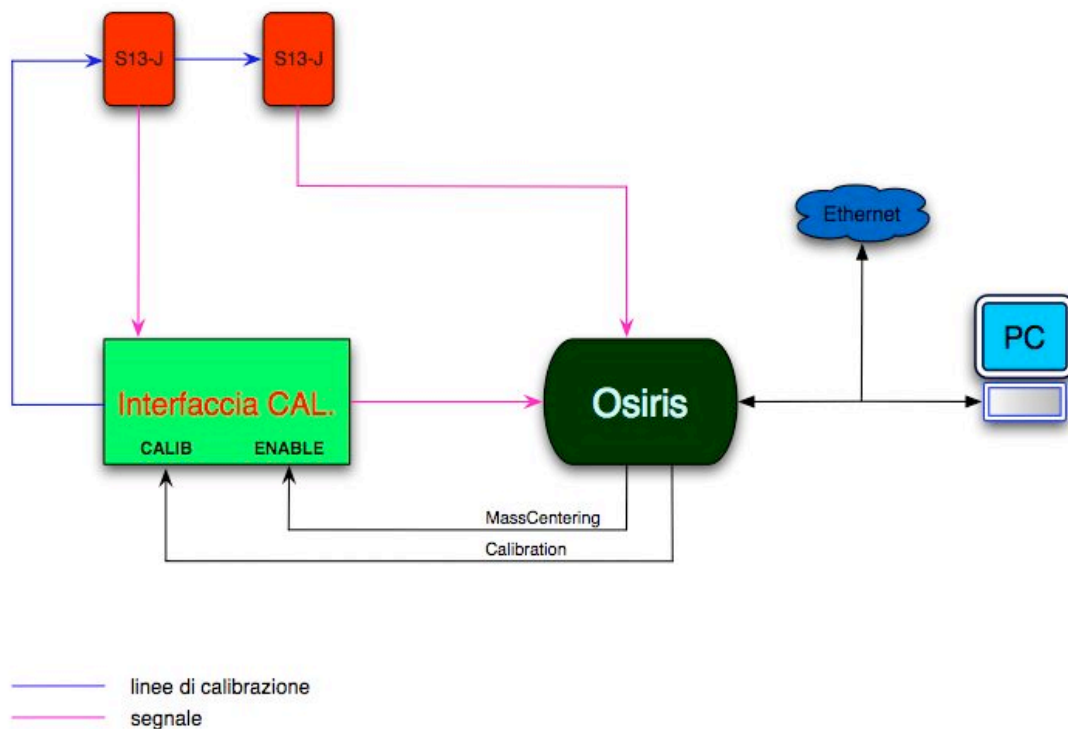 S13-J
S13-J
Ethernet
PC
Interfaccia CAL.
CALIB
ENABLE
Osiris
MassCentering
Calibration
linee di calibrazione
segnale